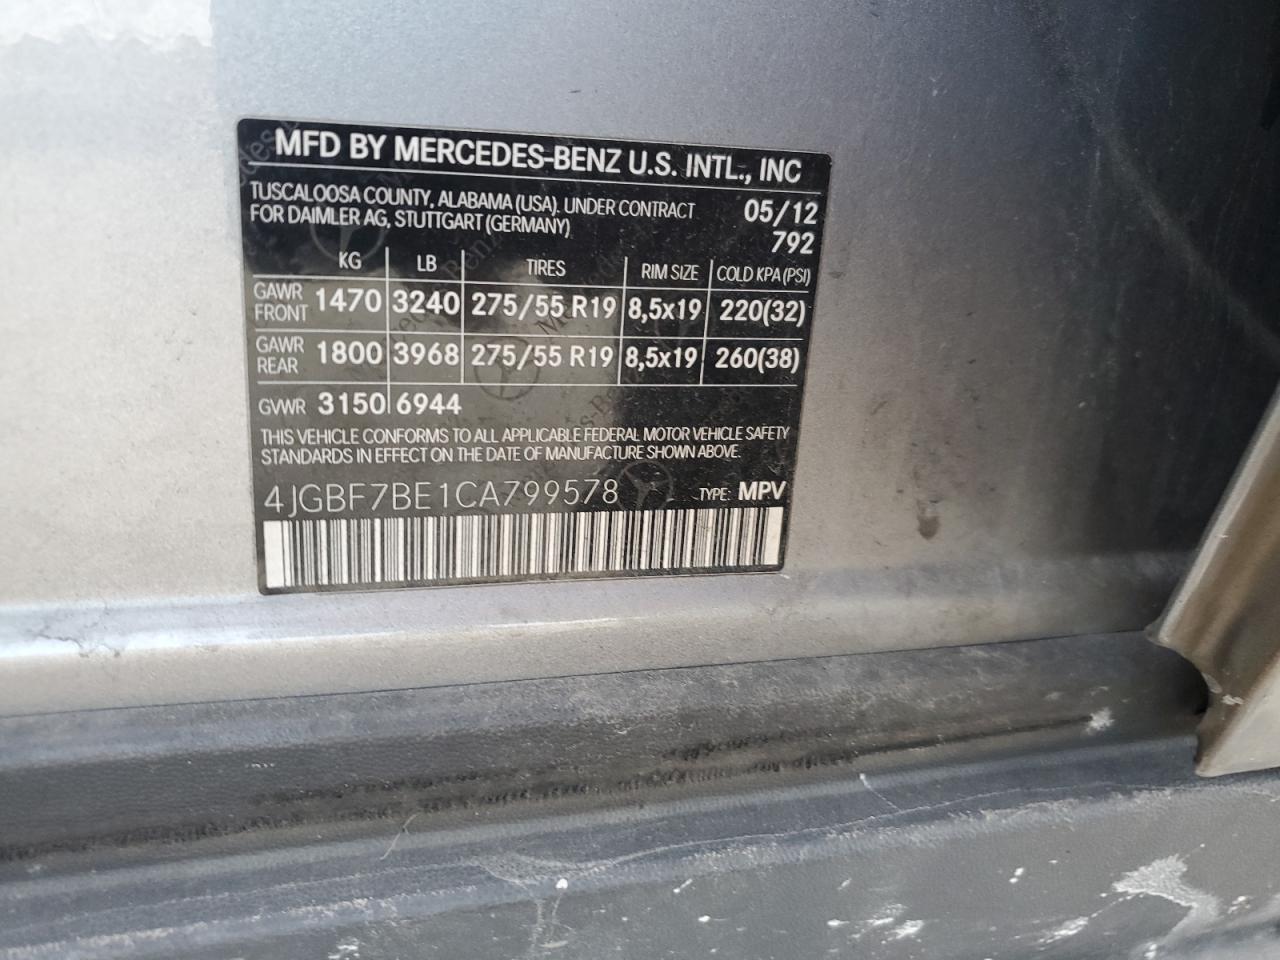 MFD BY MERCEDES-BENZ U.S. INTL., INC
TUSCALOOSA COUNTY, ALABAMA (USA). UNDER CONTRACT 05/12
FOR DAIMLER AG, STUTTGART (GERMANY) 792
KG LB TIRES RIM SIZE COLD KPA (PSI)
GAWR FRONT 1470 3240 275/55 R19 8,5x19 220(32)
GAWR REAR 1800 3968 275/55 R19 8,5x19 260(38)
GVWR 3150 6944
THIS VEHICLE CONFORMS TO ALL APPLICABLE FEDERAL MOTOR VEHICLE SAFETY
STANDARDS IN EFFECT ON THE DATE OF MANUFACTURE SHOWN ABOVE.
4JGBF7BE1CA799578 TYPE: MPV